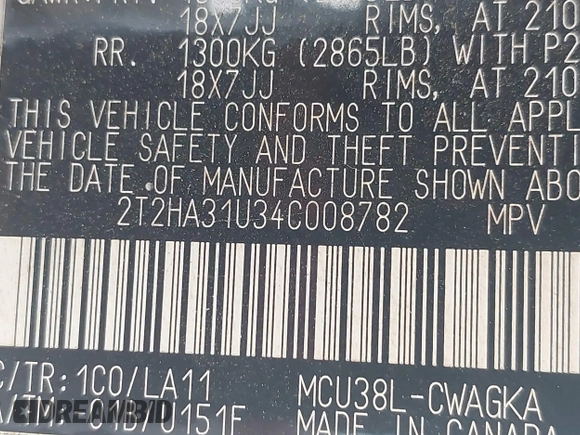 18X7JJ RIMS, AT 210
RR. 1300KG (2865LB) WITH P2
18X7JJ RIMS, AT 210
THIS VEHICLE CONFORMS TO ALL APPL
VEHICLE SAFETY AND THEFT PREVENTI
THE DATE OF MANUFACTURE SHOWN ABO
2T2HA31U34C008782 MPV
C/TR:1C0/LA11 MCU38L-CWAGKA
MADE IN CANADA
DREAMBID